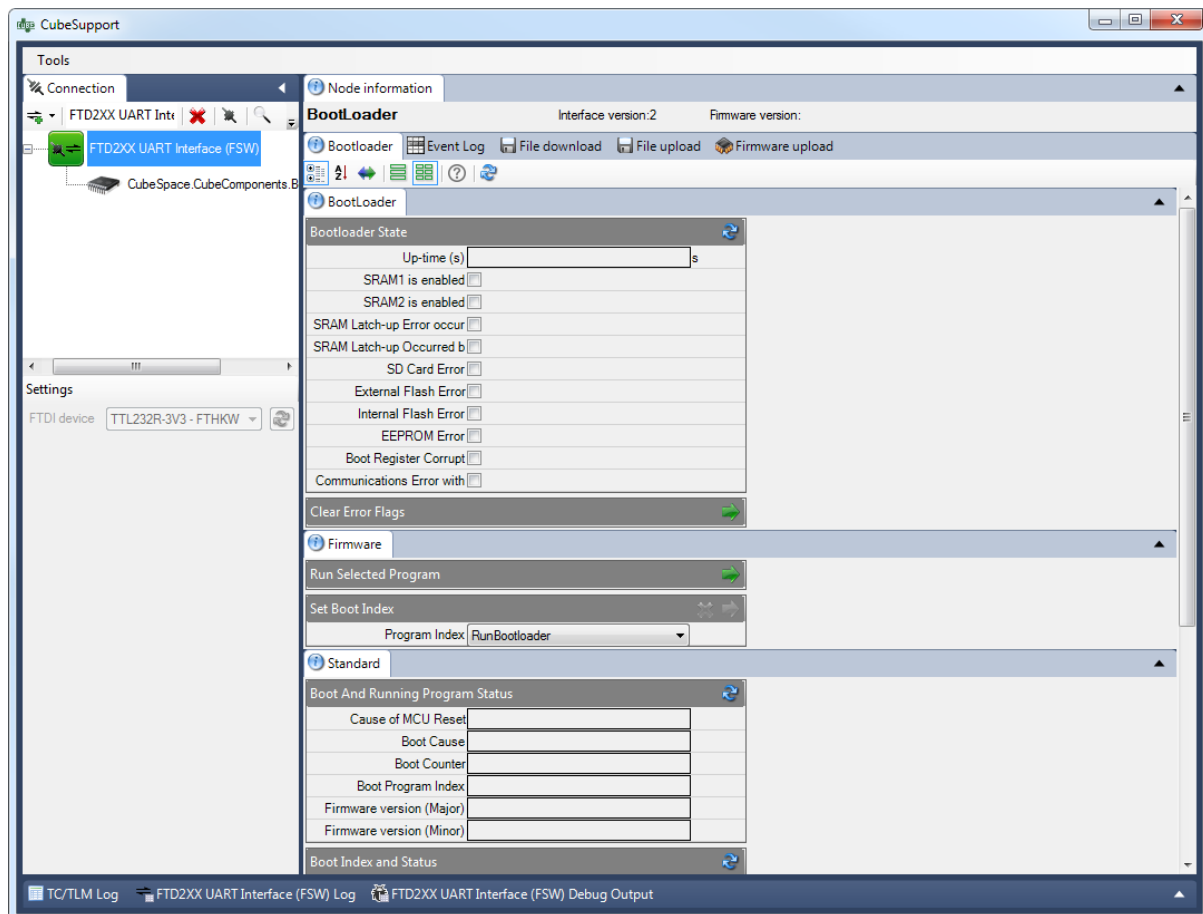 CubeSupport
Tools
Connection
FTD2XX UART Inte
FTD2XX UART Interface (FSW)
CubeSpace.CubeComponents.B
Settings
FTDI device TTL232R-3V3 - FTHKW
Node information
BootLoader Interface version:2 Firmware version:
Bootloader Event Log File download File upload Firmware upload
BootLoader
Bootloader State
Up-time (s) s
SRAM1 is enabled
SRAM2 is enabled
SRAM Latch-up Error occur
SRAM Latch-up Occurred b
SD Card Error
External Flash Error
Internal Flash Error
EEPROM Error
Boot Register Corrupt
Communications Error with
Clear Error Flags
Firmware
Run Selected Program
Set Boot Index
Program Index RunBootloader
Standard
Boot And Running Program Status
Cause of MCU Reset
Boot Cause
Boot Counter
Boot Program Index
Firmware version (Major)
Firmware version (Minor)
Boot Index and Status
TC/TLM Log FTD2XX UART Interface (FSW) Log FTD2XX UART Interface (FSW) Debug Output